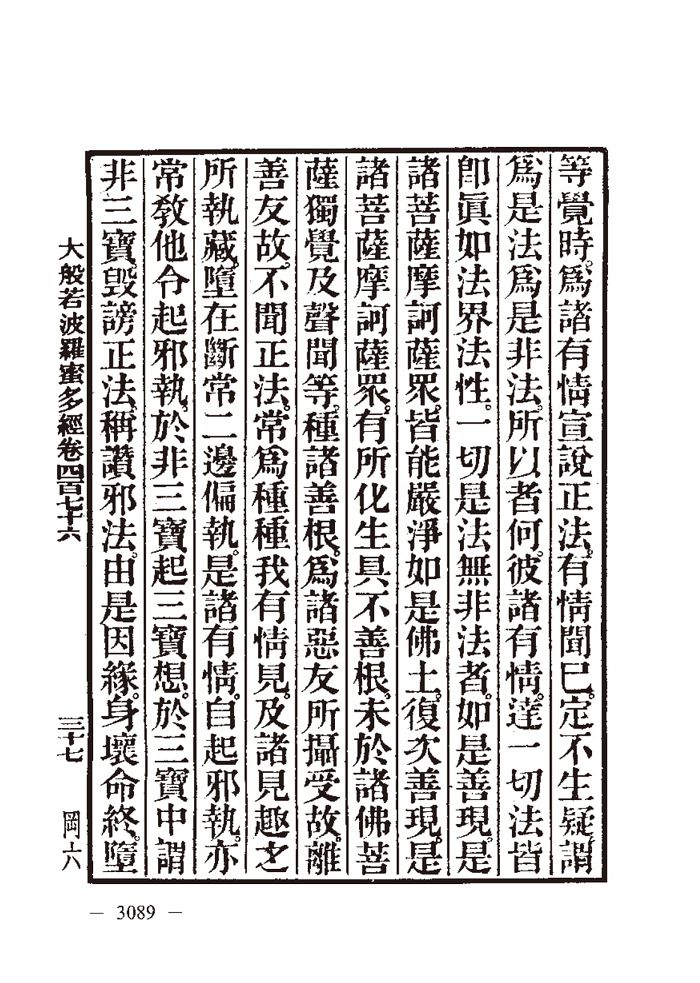 等覺時。爲諸有情宣說正法。有情聞已。定不生疑。謂
爲是法。爲是非法。所以者何。彼諸有情。達一切法皆
卽眞如法界法性。一切是法無非法者。如是善現。是
諸菩薩摩訶薩眾。皆能嚴淨如是佛土。復次善現。是
諸菩薩摩訶薩眾。有所化生具不善根。未於諸佛菩
薩獨覺及聲聞等。種諸善根。爲諸惡友所攝受故。離
善友故。不聞正法。常爲種種我有情見。及諸見趣之
所執藏。墮在斷常二邊偏執。是諸有情。自起邪執。亦
常敎他令起邪執。於非三寶起三寶想。於三寶中謂
非三寶。毀謗正法。稱讚邪法。由是因緣。身壞命終。墮
大般若波羅蜜多經卷四百七十六 三十七 岡六
— 3089 —